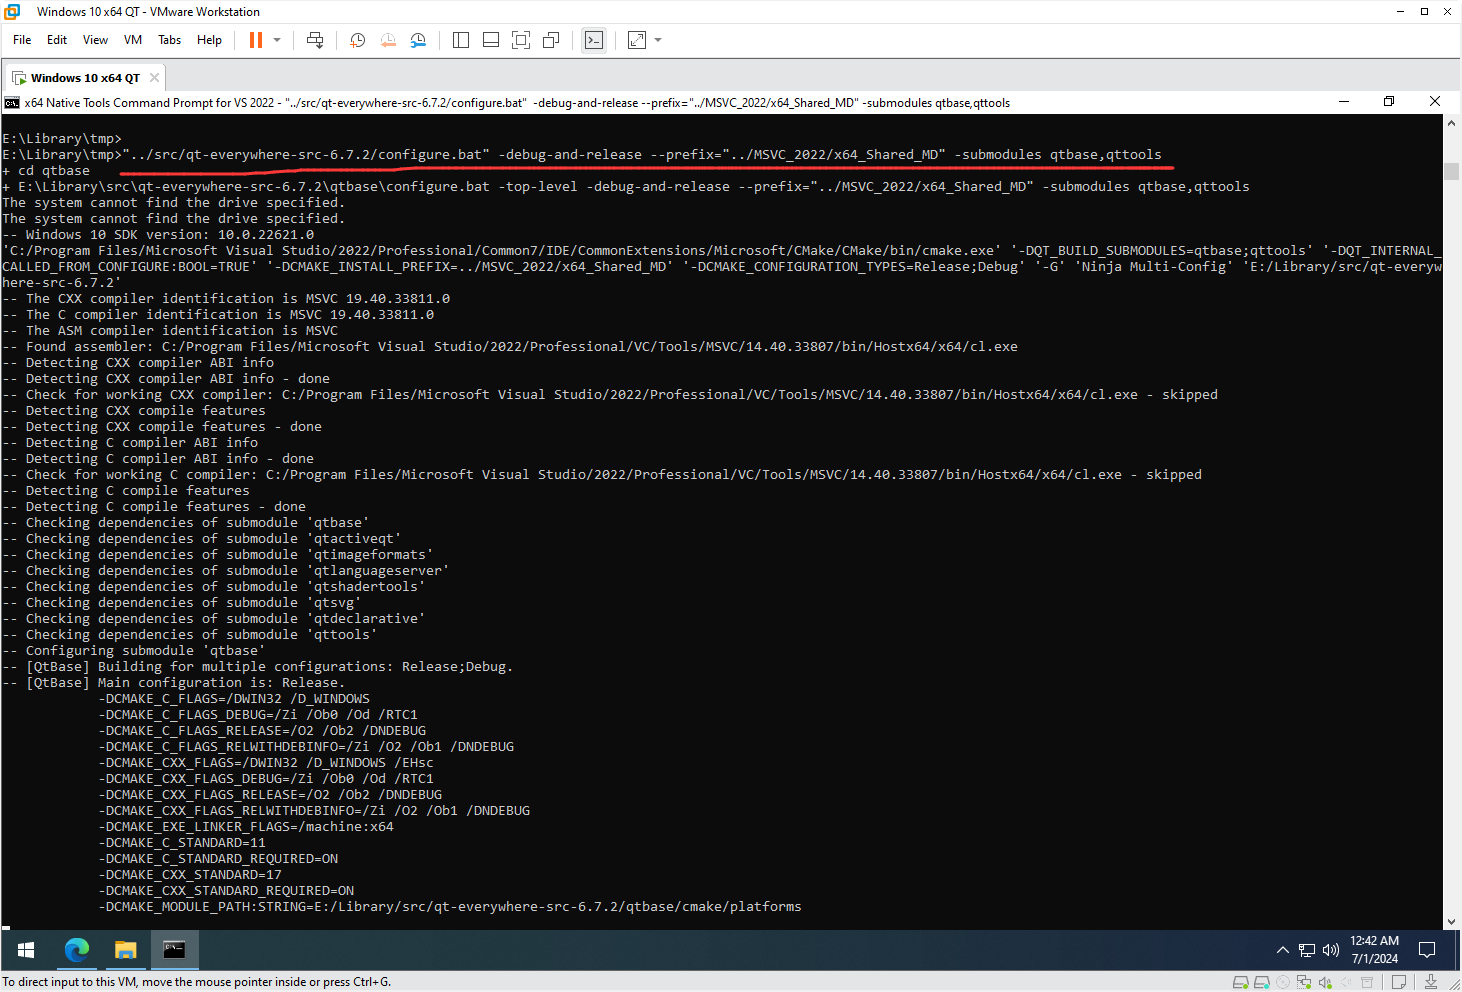 Windows 10 x64 QT - VMware Workstation
File Edit View VM Tabs Help
Windows 10 x64 QT
x64 Native Tools Command Prompt for VS 2022 - "../src/qt-everywhere-src-6.7.2/configure.bat" -debug-and-release --prefix="../MSVC_2022/x64_Shared_MD" -submodules qtbase,qttools
E:\Library\tmp>
E:\Library\tmp>"../src/qt-everywhere-src-6.7.2/configure.bat" -debug-and-release --prefix="../MSVC_2022/x64_Shared_MD" -submodules qtbase,qttools
+ cd qtbase
+ E:\Library\src\qt-everywhere-src-6.7.2\qtbase\configure.bat -top-level -debug-and-release --prefix="../MSVC_2022/x64_Shared_MD" -submodules qtbase,qttools
The system cannot find the drive specified.
The system cannot find the drive specified.
-- Windows 10 SDK version: 10.0.22621.0
'C:/Program Files/Microsoft Visual Studio/2022/Professional/Common7/IDE/CommonExtensions/Microsoft/CMake/CMake/bin/cmake.exe' '-DQT_BUILD_SUBMODULES=qtbase;qttools' '-DQT_INTERNAL_
CALLED_FROM_CONFIGURE:BOOL=TRUE' '-DCMAKE_INSTALL_PREFIX=../MSVC_2022/x64_Shared_MD' '-DCMAKE_CONFIGURATION_TYPES=Release;Debug' '-G' 'Ninja Multi-Config' 'E:/Library/src/qt-everyw
here-src-6.7.2'
-- The CXX compiler identification is MSVC 19.40.33811.0
-- The C compiler identification is MSVC 19.40.33811.0
-- The ASM compiler identification is MSVC
-- Found assembler: C:/Program Files/Microsoft Visual Studio/2022/Professional/VC/Tools/MSVC/14.40.33807/bin/Hostx64/x64/cl.exe
-- Detecting CXX compiler ABI info
-- Detecting CXX compiler ABI info - done
-- Check for working CXX compiler: C:/Program Files/Microsoft Visual Studio/2022/Professional/VC/Tools/MSVC/14.40.33807/bin/Hostx64/x64/cl.exe - skipped
-- Detecting CXX compile features
-- Detecting CXX compile features - done
-- Detecting C compiler ABI info
-- Detecting C compiler ABI info - done
-- Check for working C compiler: C:/Program Files/Microsoft Visual Studio/2022/Professional/VC/Tools/MSVC/14.40.33807/bin/Hostx64/x64/cl.exe - skipped
-- Detecting C compile features
-- Detecting C compile features - done
-- Checking dependencies of submodule 'qtbase'
-- Checking dependencies of submodule 'qtactiveqt'
-- Checking dependencies of submodule 'qtimageformats'
-- Checking dependencies of submodule 'qtlanguageserver'
-- Checking dependencies of submodule 'qtshadertools'
-- Checking dependencies of submodule 'qtsvg'
-- Checking dependencies of submodule 'qtdeclarative'
-- Checking dependencies of submodule 'qttools'
-- Configuring submodule 'qtbase'
-- [QtBase] Building for multiple configurations: Release;Debug.
-- [QtBase] Main configuration is: Release.
-DCMAKE_C_FLAGS=/DWIN32 /D_WINDOWS
-DCMAKE_C_FLAGS_DEBUG=/Zi /Ob0 /Od /RTC1
-DCMAKE_C_FLAGS_RELEASE=/O2 /Ob2 /DNDEBUG
-DCMAKE_C_FLAGS_RELWITHDEBINFO=/Zi /O2 /Ob1 /DNDEBUG
-DCMAKE_CXX_FLAGS=/DWIN32 /D_WINDOWS /EHsc
-DCMAKE_CXX_FLAGS_DEBUG=/Zi /Ob0 /Od /RTC1
-DCMAKE_CXX_FLAGS_RELEASE=/O2 /Ob2 /DNDEBUG
-DCMAKE_CXX_FLAGS_RELWITHDEBINFO=/Zi /O2 /Ob1 /DNDEBUG
-DCMAKE_EXE_LINKER_FLAGS=/machine:x64
-DCMAKE_C_STANDARD=11
-DCMAKE_C_STANDARD_REQUIRED=ON
-DCMAKE_CXX_STANDARD=17
-DCMAKE_CXX_STANDARD_REQUIRED=ON
-DCMAKE_MODULE_PATH:STRING=E:/Library/src/qt-everywhere-src-6.7.2/qtbase/cmake/platforms
12:42 AM
7/1/2024
To direct input to this VM, move the mouse pointer inside or press Ctrl+G.